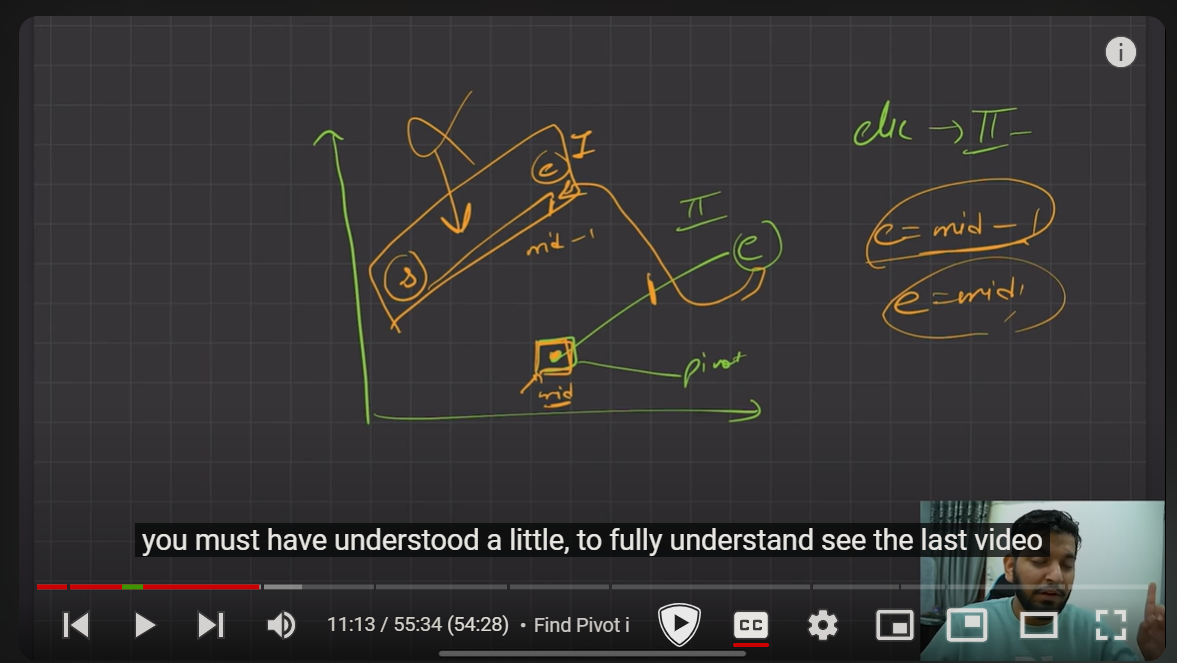 i
I
e
II
e
s
mid - 1
pivot
mid
II
e = mid - 1
e = mid
you must have understood a little, to fully understand see the last video
11:13 / 55:34 (54:28) • Find Pivot i
CC